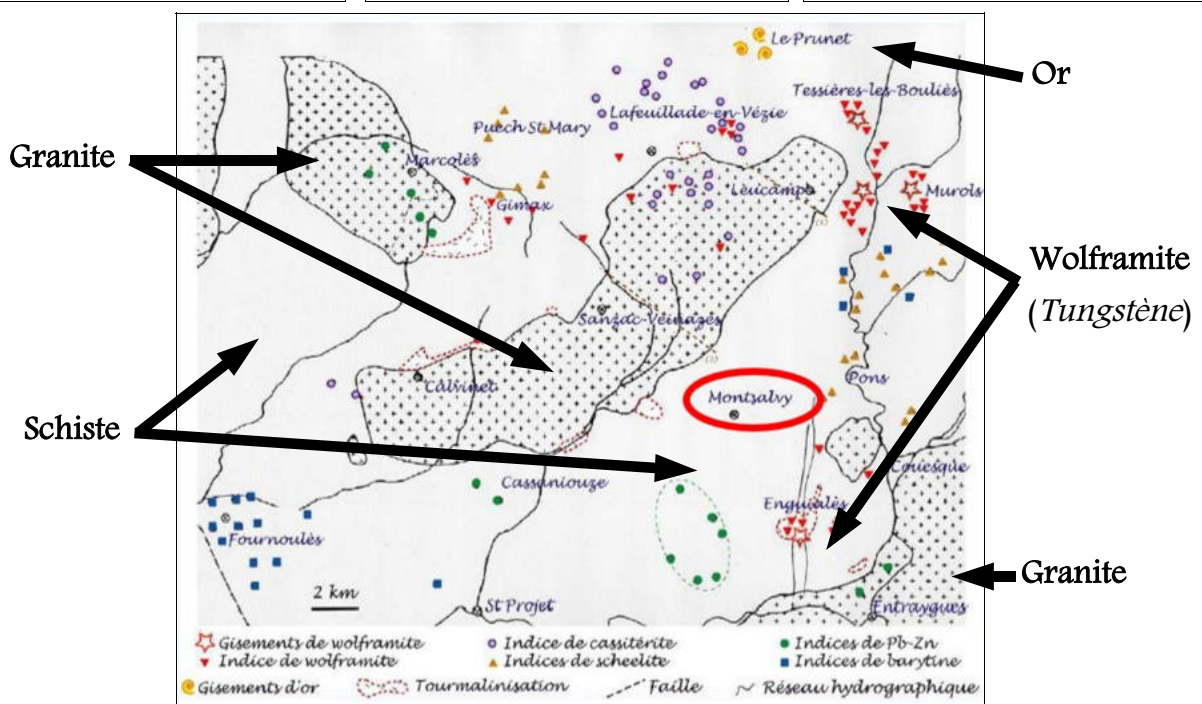 Le Prunet
Or
Tessières-les-Bouliès
Lafeuillade-en-Vézie
Puech St Mary
Granite
Marcolès
Leucamp
Murols
Gimax
Wolframite
(Tungstène)
Sanzac-Veinazès
Pons
Calvinet
Montsalvy
Schiste
Couesque
Cassaniouze
Enguialès
Fournoulès
Granite
2 km
St Projet
Entraygues
Gisements de wolframite
Indice de cassitérite
Indices de Pb-Zn
Indice de wolframite
Indices de scheelite
Indices de barytine
Gisements d'or
Tourmalinisation
Faille
Réseau hydrographique